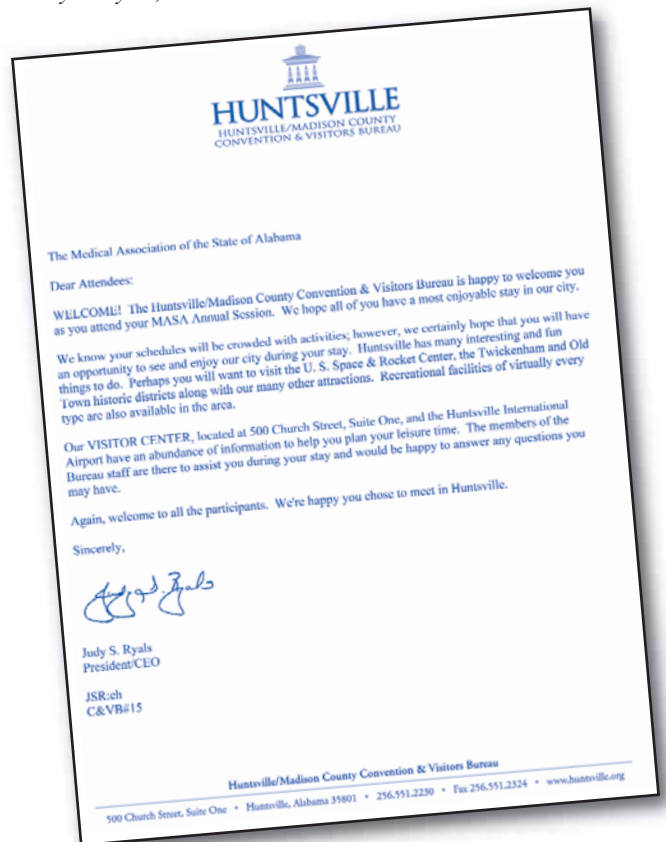 HUNTSVILLE
HUNTSVILLE/MADISON COUNTY
CONVENTION & VISITORS BUREAU
The Medical Association of the State of Alabama
Dear Attendees:
WELCOME! The Huntsville/Madison County Convention & Visitors Bureau is happy to welcome you
as you attend your MASA Annual Session. We hope all of you have a most enjoyable stay in our city.
We know your schedules will be crowded with activities; however, we certainly hope that you will have
an opportunity to see and enjoy our city during your stay. Huntsville has many interesting and fun
things to do. Perhaps you will want to visit the U. S. Space & Rocket Center, the Twickenham and Old
Town historic districts along with our many other attractions. Recreational facilities of virtually every
type are also available in the area.
Our VISITOR CENTER, located at 500 Church Street, Suite One, and the Huntsville International
Airport have an abundance of information to help you plan your leisure time. The members of the
Bureau staff are there to assist you during your stay and would be happy to answer any questions you
may have.
Again, welcome to all the participants. We're happy you chose to meet in Huntsville.
Sincerely,
Judy S. Ryals
Judy S. Ryals
President/CEO
JSR:ch
C&VB#15
Huntsville/Madison County Convention & Visitors Bureau
500 Church Street, Suite One • Huntsville, Alabama 35801 • 256.551.2230 • Fax 256.551.2324 • www.huntsville.org